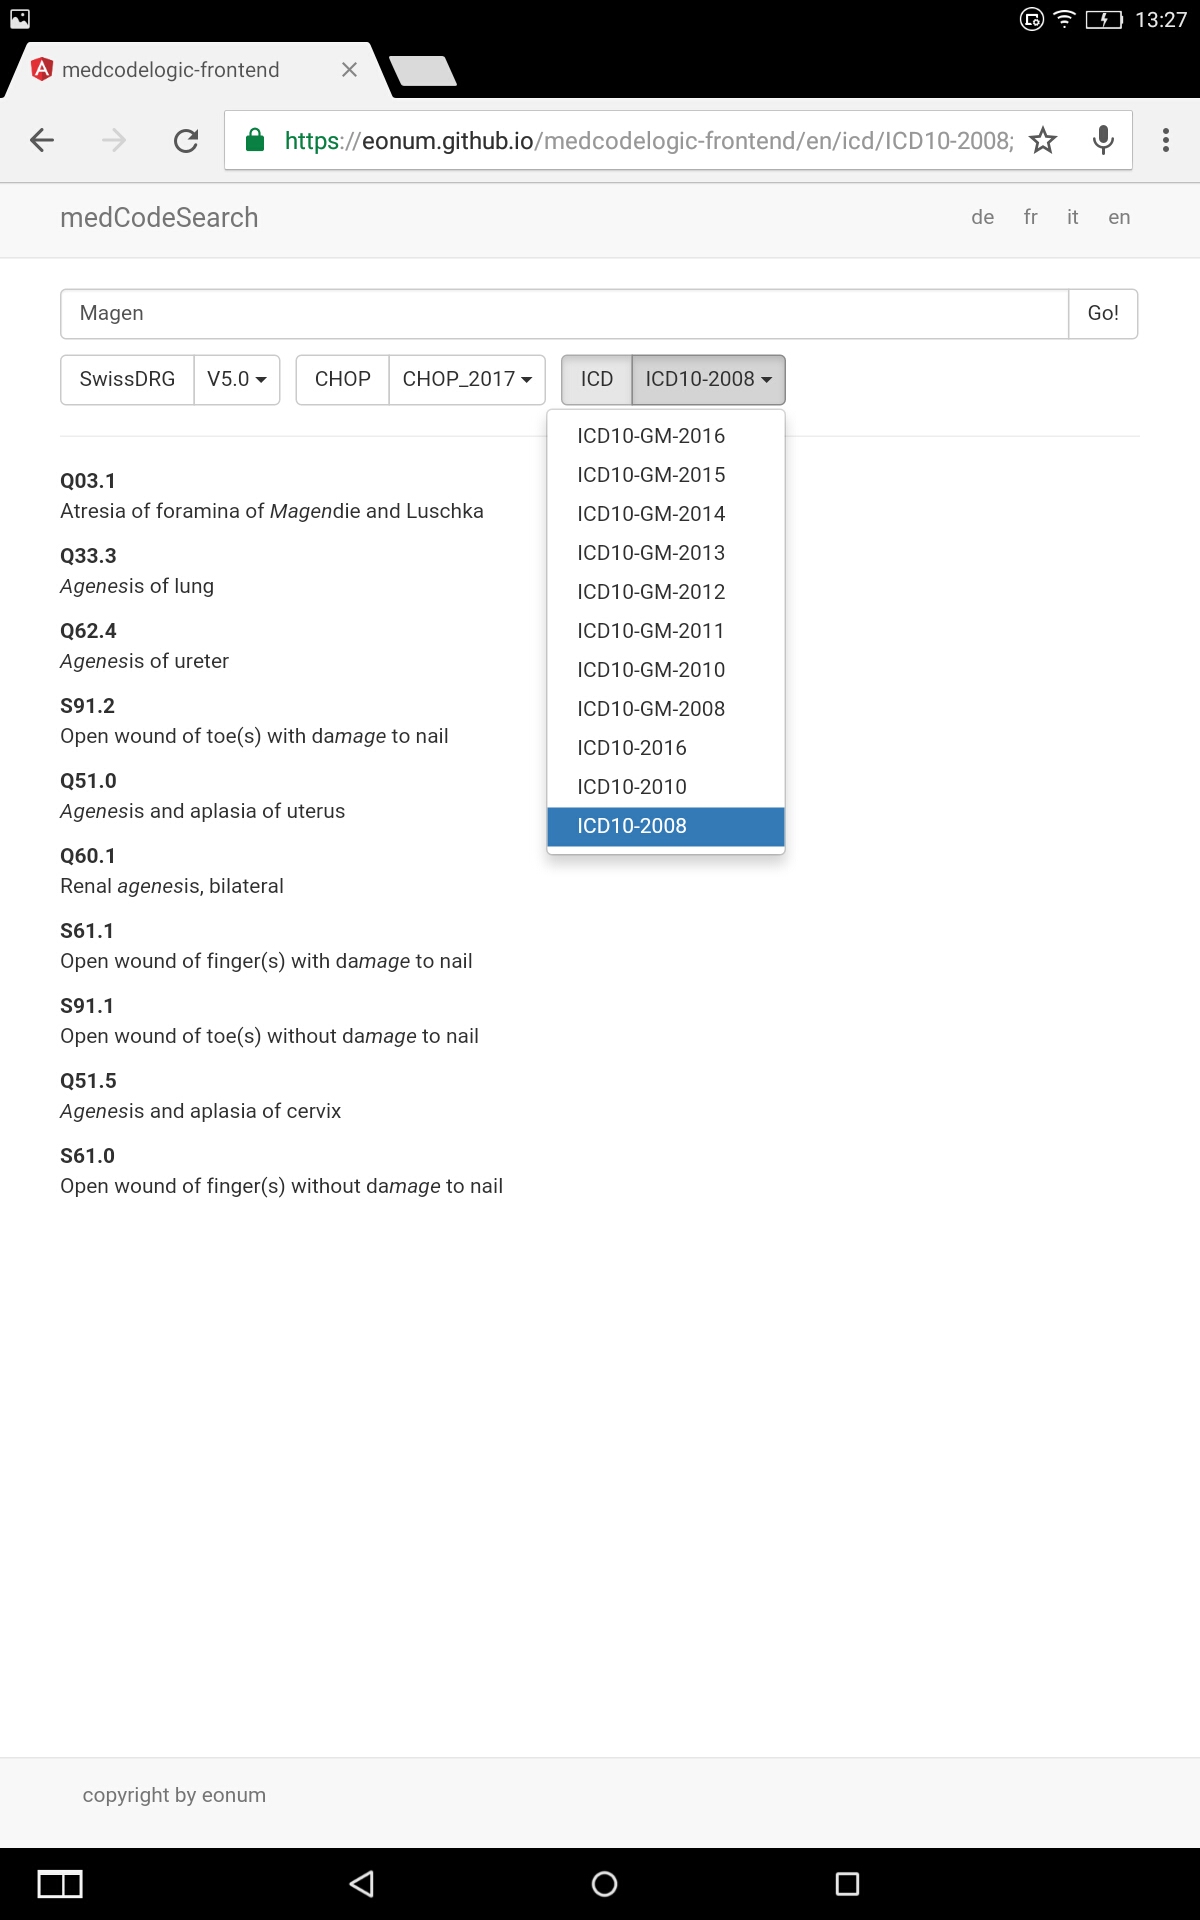 13:27
medcodelogic-frontend
https://eonum.github.io/medcodelogic-frontend/en/icd/ICD10-2008;
medCodeSearch de fr it en
Magen Go!
SwissDRG V5.0 CHOP CHOP_2017 ICD ICD10-2008
ICD10-GM-2016
ICD10-GM-2015
ICD10-GM-2014
ICD10-GM-2013
ICD10-GM-2012
ICD10-GM-2011
ICD10-GM-2010
ICD10-GM-2008
ICD10-2016
ICD10-2010
ICD10-2008
Q03.1
Atresia of foramina of Magendie and Luschka
Q33.3
Agenesis of lung
Q62.4
Agenesis of ureter
S91.2
Open wound of toe(s) with damage to nail
Q51.0
Agenesis and aplasia of uterus
Q60.1
Renal agenesis, bilateral
S61.1
Open wound of finger(s) with damage to nail
S91.1
Open wound of toe(s) without damage to nail
Q51.5
Agenesis and aplasia of cervix
S61.0
Open wound of finger(s) without damage to nail
copyright by eonum